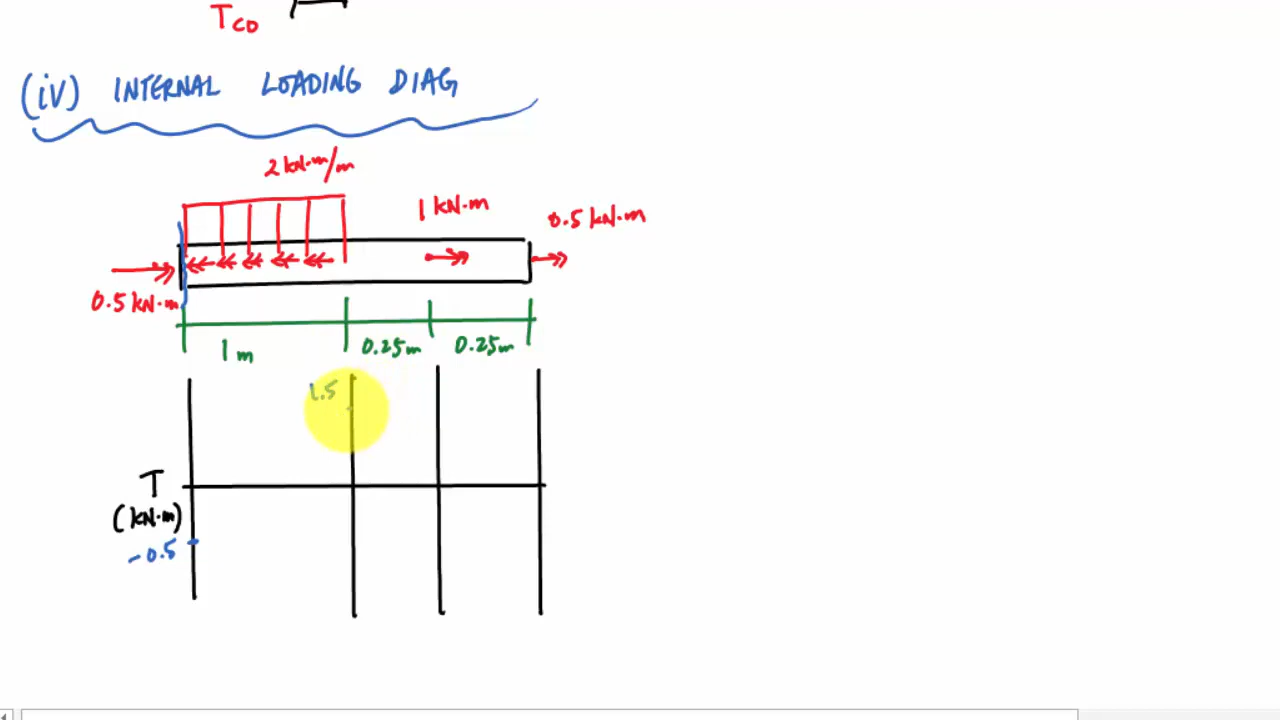 TCD
(iv) INTERNAL LOADING DIAG
2 kN·m/m
1 kN·m
0.5 kN·m
0.5 kN·m
1 m
0.25m
0.25m
1.5
T
(kN·m)
-0.5